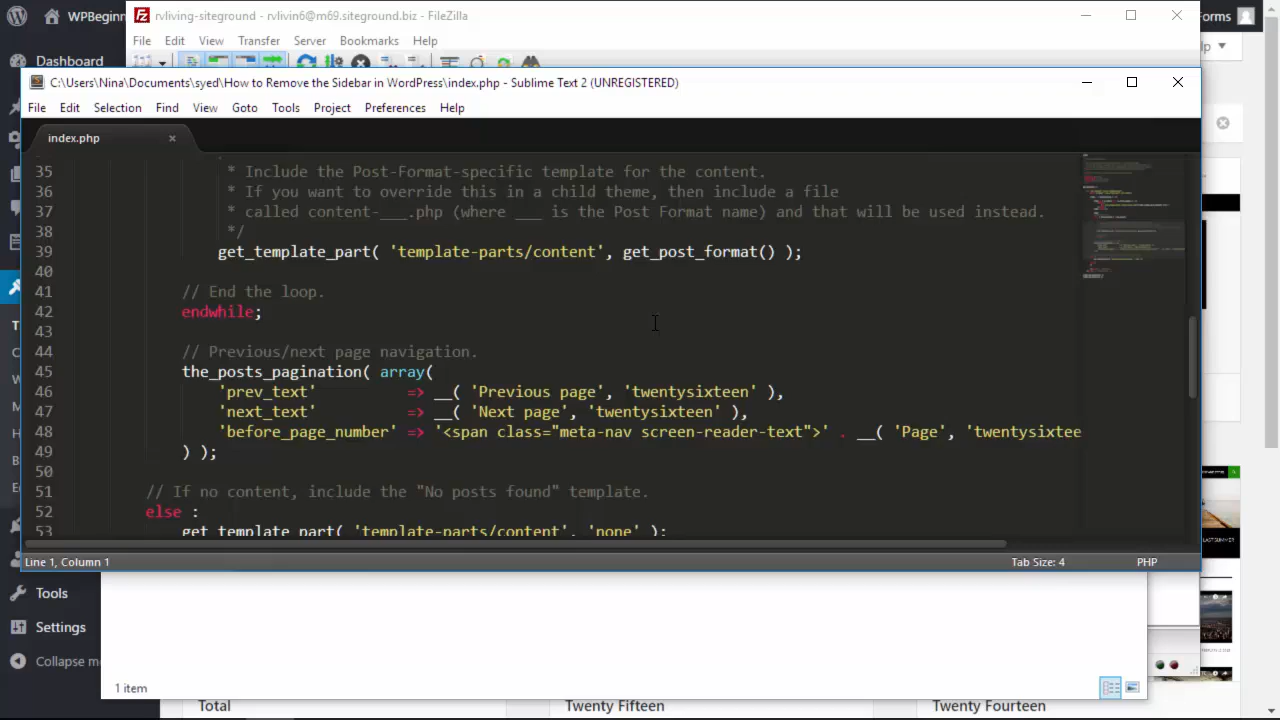 WPBegin
rvliving-siteground - rvlivin6@m69.siteground.biz - FileZilla
orms
File Edit View Transfer Server Bookmarks Help
lp
Dashboard
C:\Users\Nina\Documents\syed\How to Remove the Sidebar in WordPress\index.php - Sublime Text 2 (UNREGISTERED)
File Edit Selection Find View Goto Tools Project Preferences Help
index.php
35 * Include the Post-Format-specific template for the content.
36 * If you want to override this in a child theme, then include a file
37 * called content-___.php (where ___ is the Post Format name) and that will be used instead.
38 */
39 get_template_part( 'template-parts/content', get_post_format() );
40
41 // End the loop.
42 endwhile;
43
44 // Previous/next page navigation.
45 the_posts_pagination( array(
46 'prev_text' => __( 'Previous page', 'twentysixteen' ),
47 'next_text' => __( 'Next page', 'twentysixteen' ),
48 'before_page_number' => '<span class="meta-nav screen-reader-text">' . __( 'Page', 'twentysixtee
49 ) );
50
51 // If no content, include the "No posts found" template.
52 else :
53 get_template_part( 'template-parts/content', 'none' );
Line 1, Column 1 Tab Size: 4 PHP
Tools
Settings
Collapse m
1 item
Total Twenty Fifteen Twenty Fourteen